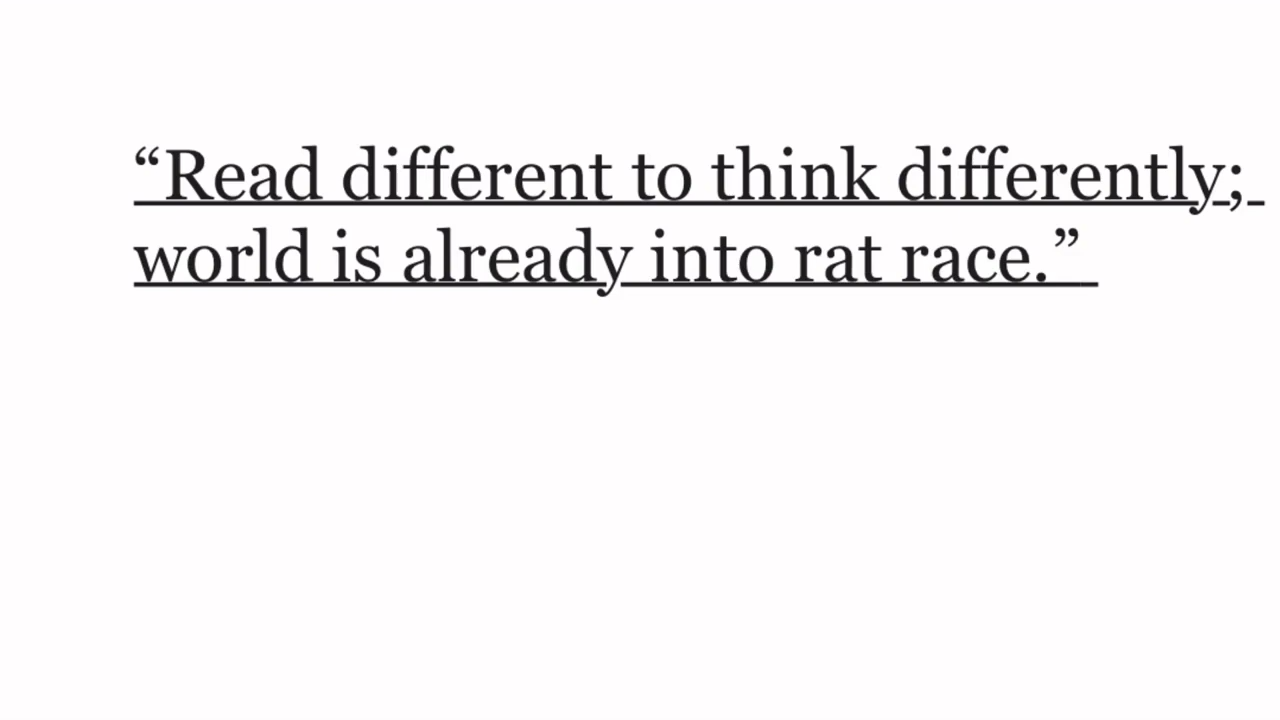 “Read different to think differently;
world is already into rat race.”